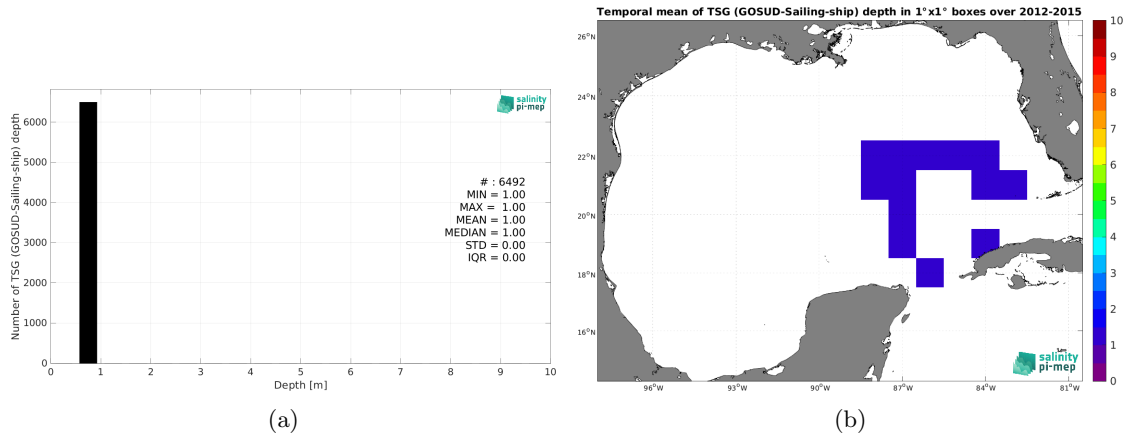 salinity
pi-mep
Number of TSG (GOSUD-Sailing-ship) depth
6000
5000
4000
3000
2000
1000
0
# : 6492
MIN = 1.00
MAX = 1.00
MEAN = 1.00
MEDIAN = 1.00
STD = 0.00
IQR = 0.00
0 1 2 3 4 5 6 7 8 9 10
Depth [m]
(a)
Temporal mean of TSG (GOSUD-Sailing-ship) depth in 1°x1° boxes over 2012-2015
26°N
24°N
22°N
20°N
18°N
16°N
96°W 93°W 90°W 87°W 84°W 81°W
salinity
pi-mep
10
9
8
7
6
5
4
3
2
1
0
(b)